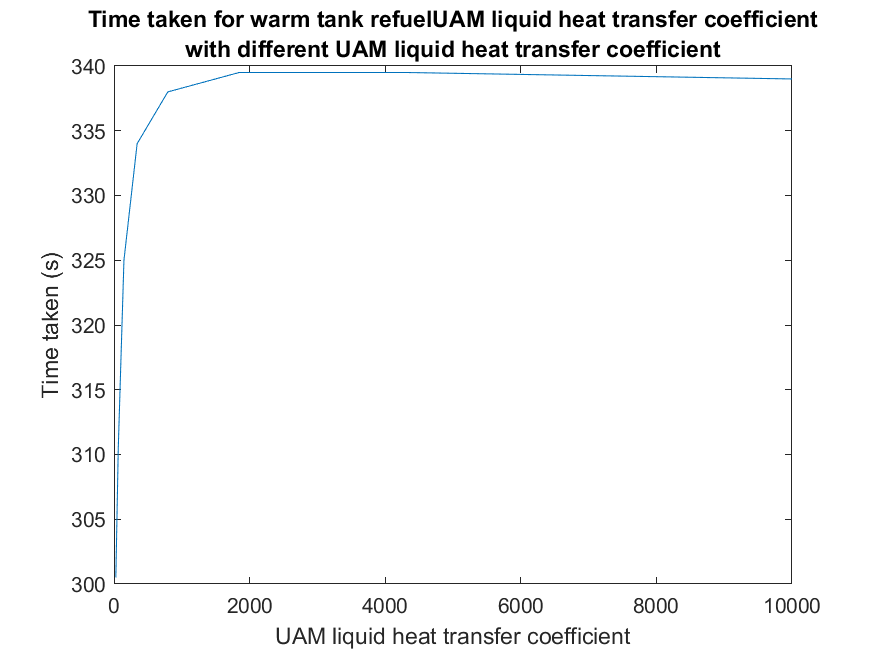 Time taken for warm tank refuelUAM liquid heat transfer coefficient
with different UAM liquid heat transfer coefficient
340
335
330
325
320
315
310
305
300
Time taken (s)
0 2000 4000 6000 8000 10000
UAM liquid heat transfer coefficient